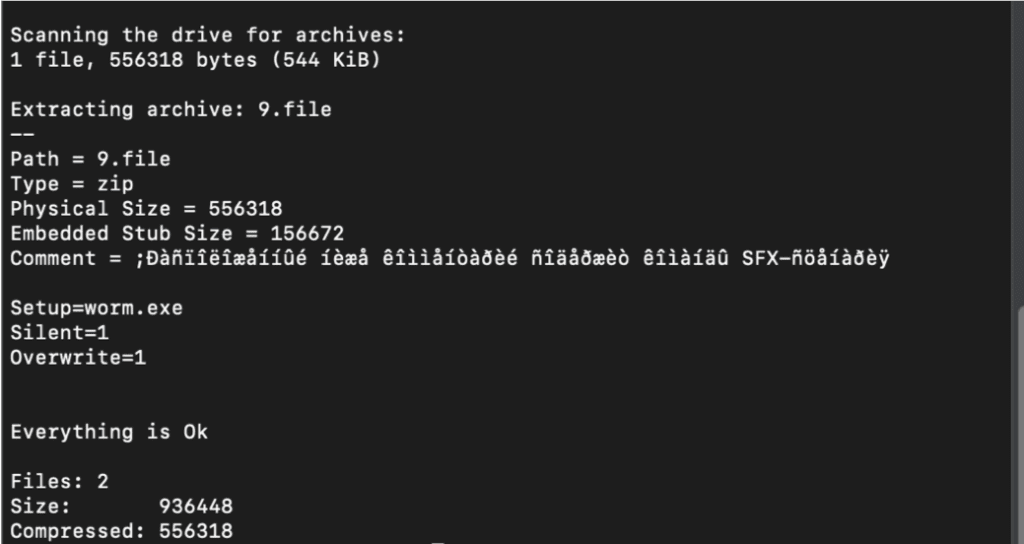 Scanning the drive for archives:
1 file, 556318 bytes (544 KiB)
Extracting archive: 9.file
--
Path = 9.file
Type = zip
Physical Size = 556318
Embedded Stub Size = 156672
Comment = ;Ðàñïîëîæåííûé íèæå êîììåíòàðèé ñîäåðæèò êîìàíäû SFX-ñöåíàðèÿ
Setup=worm.exe
Silent=1
Overwrite=1
Everything is Ok
Files: 2
Size:       936448
Compressed: 556318